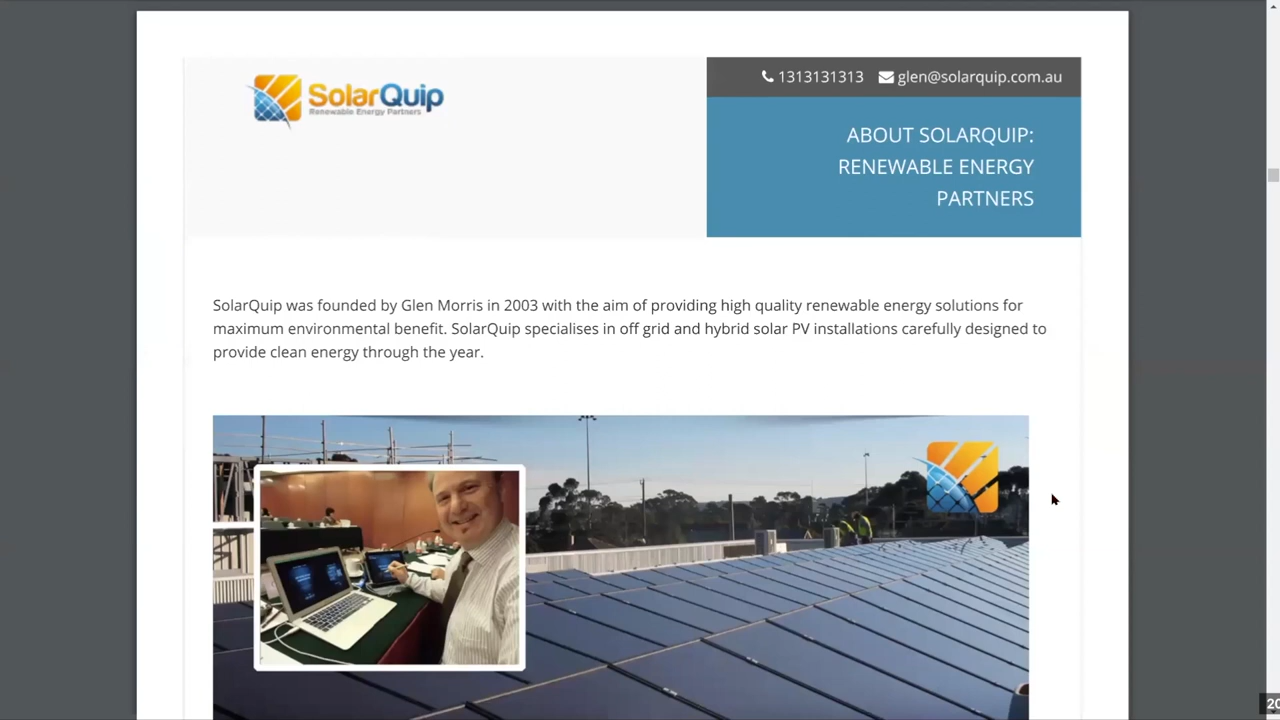 SolarQuip
Renewable Energy Partners
1313131313 glen@solarquip.com.au
ABOUT SOLARQUIP:
RENEWABLE ENERGY
PARTNERS
SolarQuip was founded by Glen Morris in 2003 with the aim of providing high quality renewable energy solutions for
maximum environmental benefit. SolarQuip specialises in off grid and hybrid solar PV installations carefully designed to
provide clean energy through the year.
20